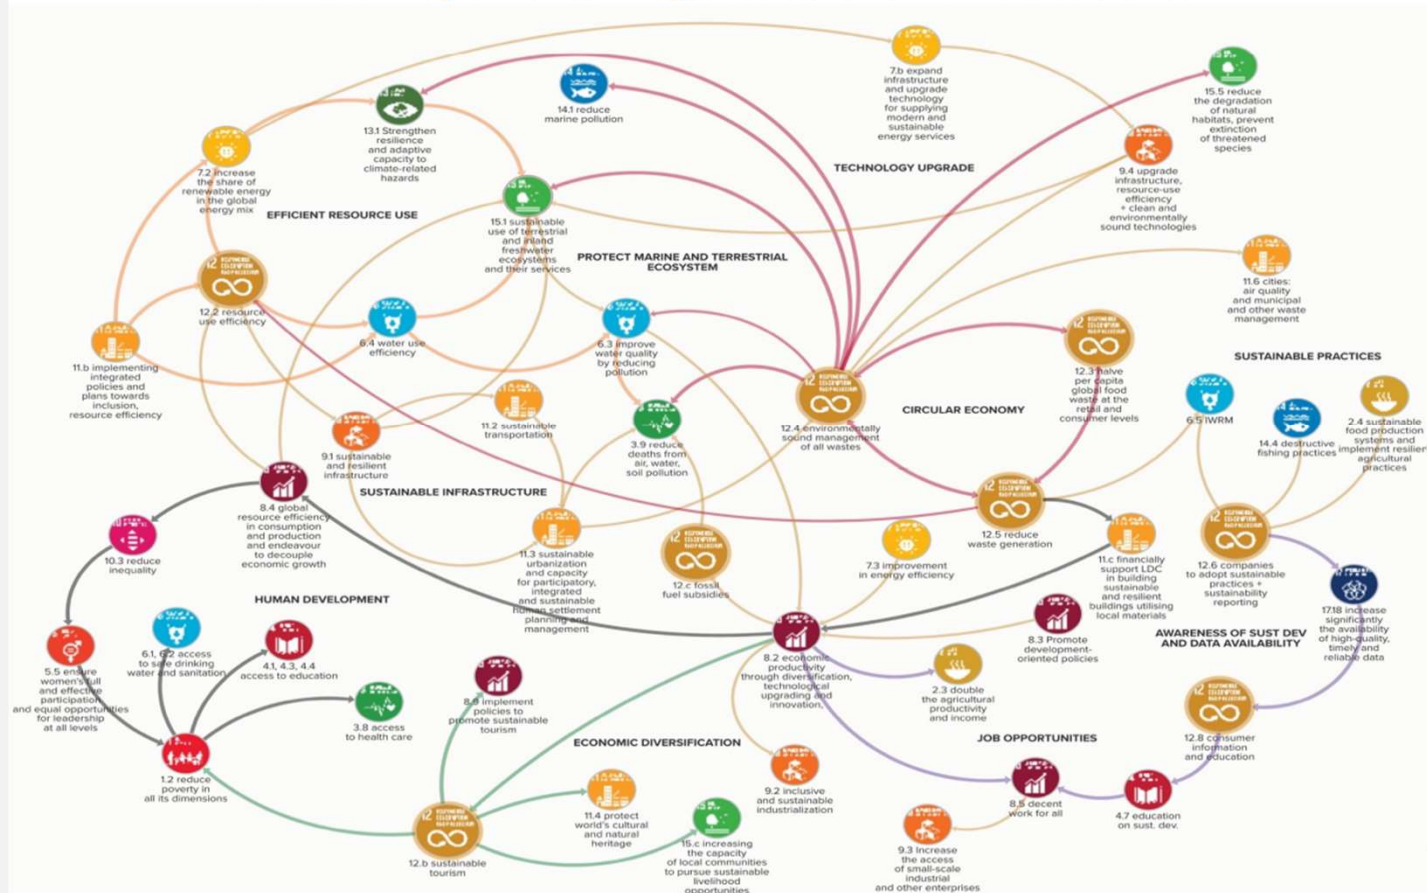 7.b expand
infrastructure
and upgrade
technology
for supplying
modern and
sustainable
energy services
15.5 reduce
the degradation
of natural
habitats, prevent
extinction
of threatened
species
14.1 reduce
marine pollution
13.1 Strengthen
resilience
and adaptive
capacity to
climate-related
hazards
TECHNOLOGY UPGRADE
9.4 upgrade
infrastructure,
resource-use
efficiency
+ clean and
environmentally
sound technologies
7.2 increase
the share of
renewable energy
in the global
energy mix
EFFICIENT RESOURCE USE
15.1 sustainable
use of terrestrial
and inland
freshwater
ecosystems
and their services
PROTECT MARINE AND TERRESTRIAL
ECOSYSTEM
11.6 cities:
air quality
and municipal
and other waste
management
12.2 resource
use efficiency
6.4 water use
efficiency
6.3 improve
water quality
by reducing
pollution
11.b implementing
integrated
policies and
plans towards
inclusion,
resource efficiency
12.3 halve
per capita
global food
waste at the
retail and
consumer levels
SUSTAINABLE PRACTICES
CIRCULAR ECONOMY
12.4 environmentally
sound management
of all wastes
11.2 sustainable
transportation
3.9 reduce
deaths from
air, water,
soil pollution
6.5 IWRM
14.4 destructive
fishing practices
2.4 sustainable
food production
systems and
implement resilien
agricultural
practices
9.1 sustainable
and resilient
infrastructure
SUSTAINABLE INFRASTRUCTURE
8.4 global
resource efficiency
in consumption
and production
and endeavour
to decouple
economic growth
10.3 reduce
inequality
11.3 sustainable
urbanization
and capacity
for participatory,
integrated
and sustainable
human settlement
planning and
management
12.c fossil
fuel subsidies
7.3 improvement
in energy efficiency
12.5 reduce
waste generation
11.c financially
support LDC
in building
sustainable
and resilient
buildings utilising
local materials
12.6 companies
to adopt sustainable
practices +
sustainability
reporting
17.18 increase
significantly
the availability
of high-quality,
timely and
reliable data
HUMAN DEVELOPMENT
AWARENESS OF SUST DEV
AND DATA AVAILABILITY
8.3 Promote
development-
oriented policies
5.5 ensure
women's full
and effective
participation
and equal opportunities
for leadership
at all levels
6.1, 6.2 access
to safe drinking
water and sanitation
4.1, 4.3, 4.4
access to education
3.8 access
to health care
8.9 implement
policies to
promote sustainable
tourism
8.2 economic
productivity
through diversification,
technological
upgrading and
innovation,
2.3 double
the agricultural
productivity
and income
ECONOMIC DIVERSIFICATION
JOB OPPORTUNITIES
12.8 consumer
information
and education
1.2 reduce
poverty in
all its dimensions
9.2 inclusive
and sustainable
industrialization
8.5 decent
work for all
4.7 education
on sust. dev.
11.4 protect
world's cultural
and natural
heritage
12.b sustainable
tourism
15.c increasing
the capacity
of local communities
to pursue sustainable
livelihood
opportunities
9.3 Increase
the access
of small-scale
industrial
and other enterprises